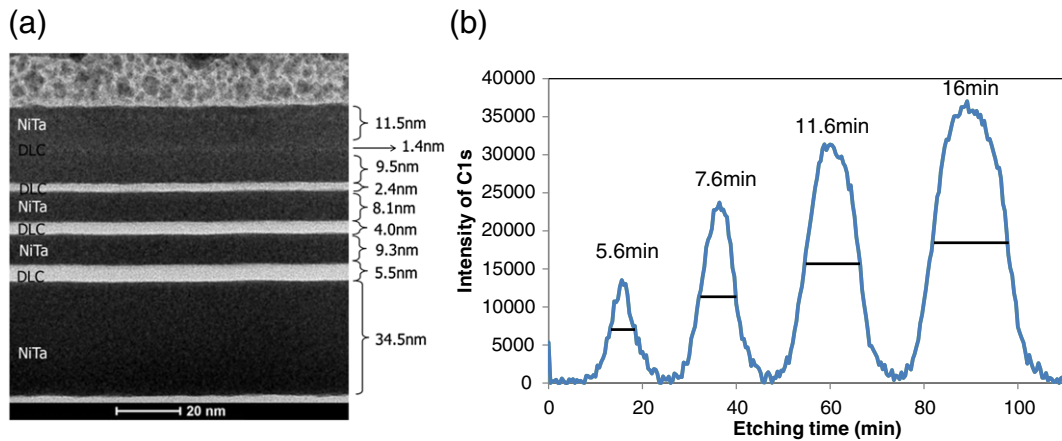 (a)
NiTa
DLC
DLC
NiTa
DLC
NiTa
DLC
NiTa
11.5nm
1.4nm
9.5nm
2.4nm
8.1nm
4.0nm
9.3nm
5.5nm
34.5nm
20 nm
(b)
Intensity of C1s
40000
35000
30000
25000
20000
15000
10000
5000
0
5.6min
7.6min
11.6min
16min
0 20 40 60 80 100
Etching time (min)